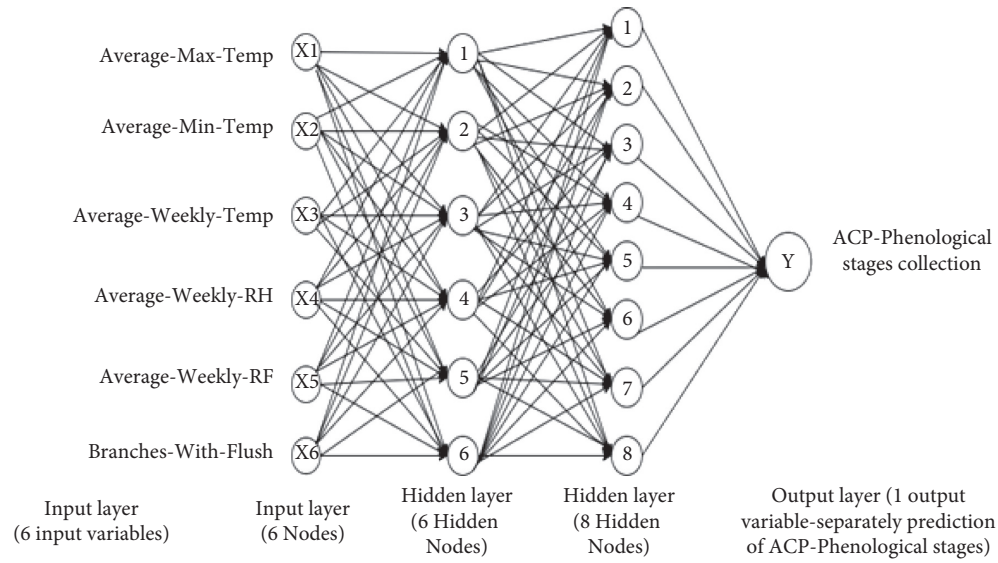 Average-Max-Temp
Average-Min-Temp
Average-Weekly-Temp
Average-Weekly-RH
Average-Weekly-RF
Branches-With-Flush
X1
X2
X3
X4
X5
X6
1
2
3
4
5
6
1
2
3
4
5
6
7
8
Y
ACP-Phenological
stages collection
Input layer
(6 input variables)
Input layer
(6 Nodes)
Hidden layer
(6 Hidden
Nodes)
Hidden layer
(8 Hidden
Nodes)
Output layer (1 output
variable-separately prediction
of ACP-Phenological stages)